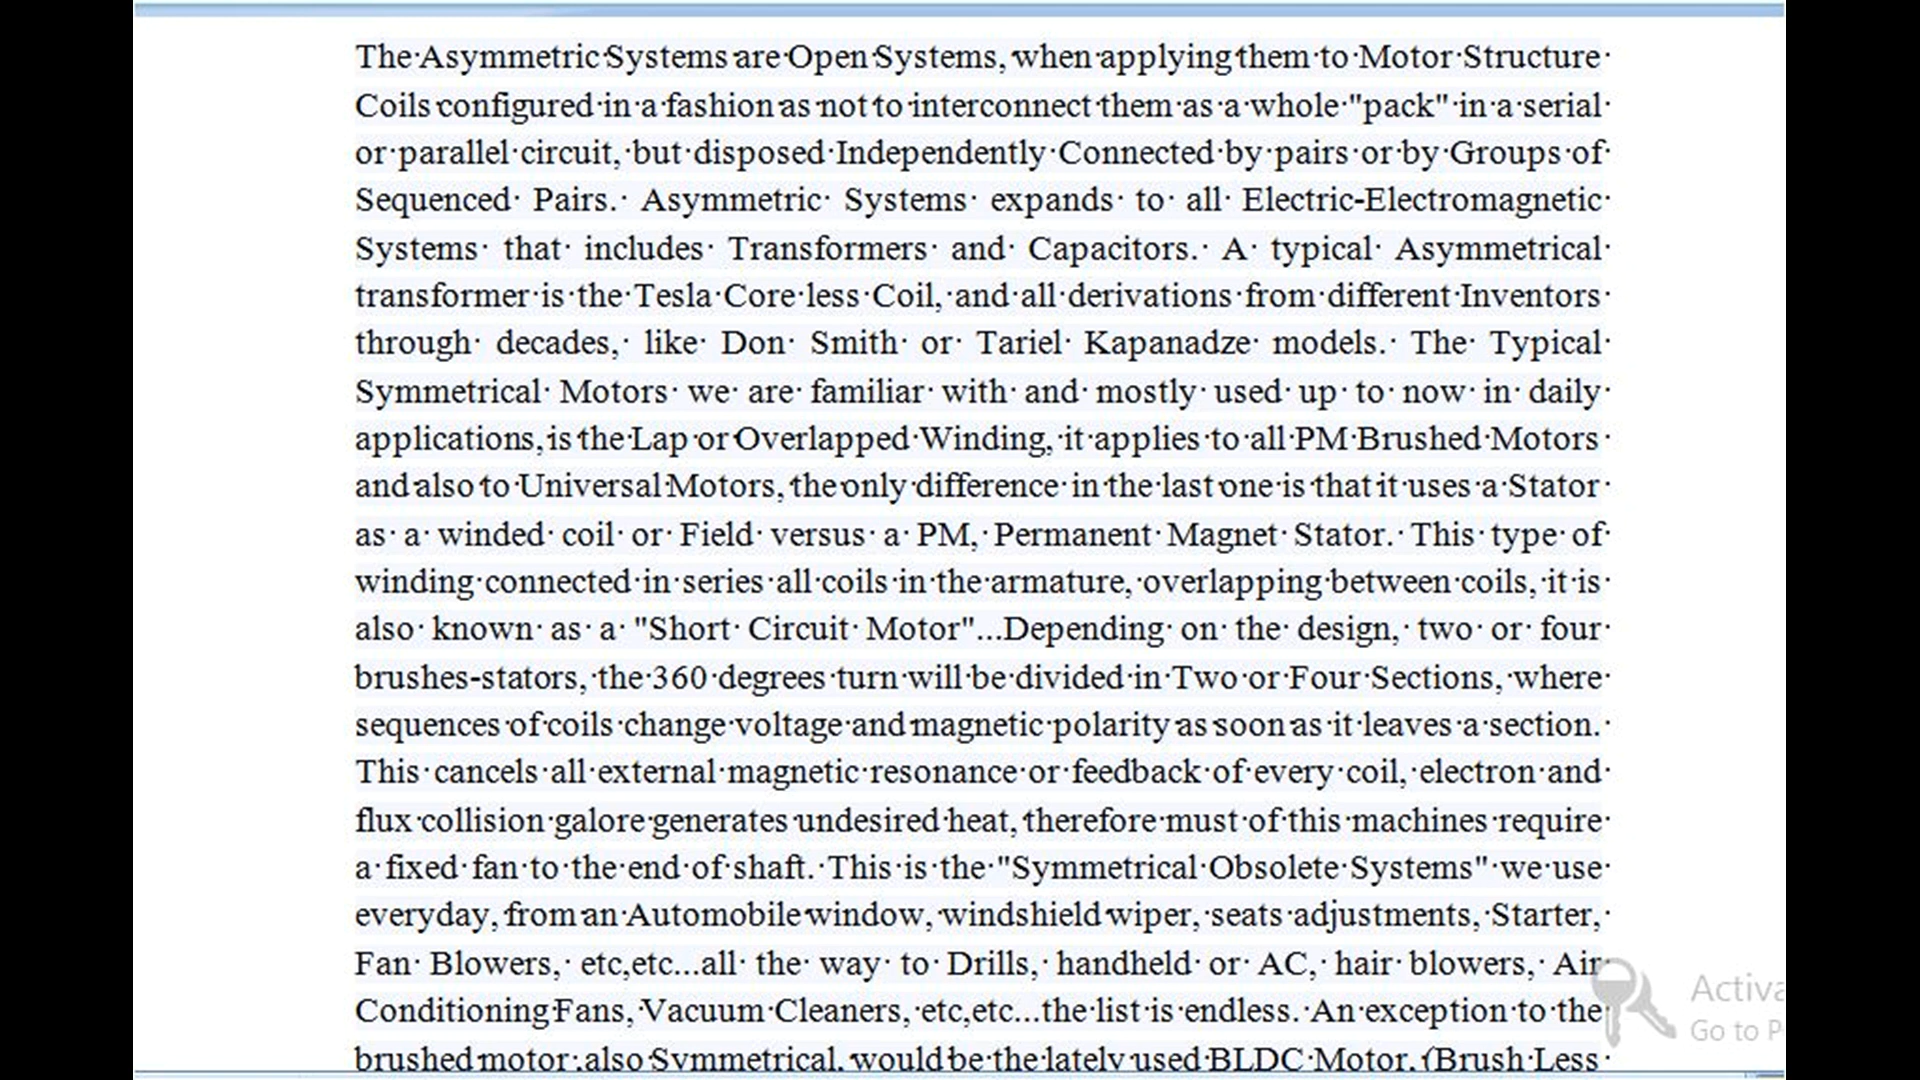 The Asymmetric Systems are Open Systems, when applying them to Motor Structure
Coils configured in a fashion as not to interconnect them as a whole "pack" in a serial
or parallel circuit, but disposed Independently Connected by pairs or by Groups of
Sequenced Pairs. Asymmetric Systems expands to all Electric-Electromagnetic
Systems that includes Transformers and Capacitors. A typical Asymmetrical
transformer is the Tesla Core less Coil, and all derivations from different Inventors
through decades, like Don Smith or Tariel Kapanadze models. The Typical
Symmetrical Motors we are familiar with and mostly used up to now in daily
applications, is the Lap or Overlapped Winding, it applies to all PM Brushed Motors
and also to Universal Motors, the only difference in the last one is that it uses a Stator
as a winded coil or Field versus a PM, Permanent Magnet Stator. This type of
winding connected in series all coils in the armature, overlapping between coils, it is
also known as a "Short Circuit Motor"...Depending on the design, two or four
brushes-stators, the 360 degrees turn will be divided in Two or Four Sections, where
sequences of coils change voltage and magnetic polarity as soon as it leaves a section.
This cancels all external magnetic resonance or feedback of every coil, electron and
flux collision galore generates undesired heat, therefore must of this machines require
a fixed fan to the end of shaft. This is the "Symmetrical Obsolete Systems" we use
everyday, from an Automobile window, windshield wiper, seats adjustments, Starter,
Fan Blowers, etc,etc...all the way to Drills, handheld or AC, hair blowers, Air
Conditioning Fans, Vacuum Cleaners, etc,etc...the list is endless. An exception to the
brushed motor; also Symmetrical, would be the lately used BLDC Motor, (Brush Less
Activa
Go to P